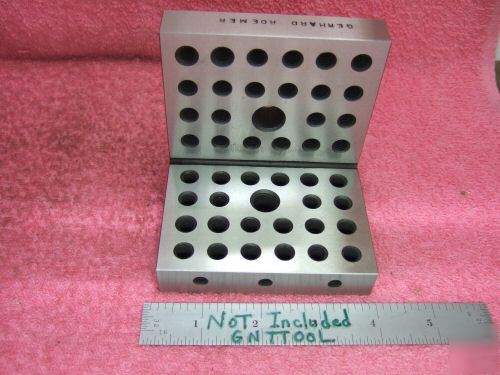 GERHARD ROEMER
1 2 3 4 5
Not Included
GNTTOOL